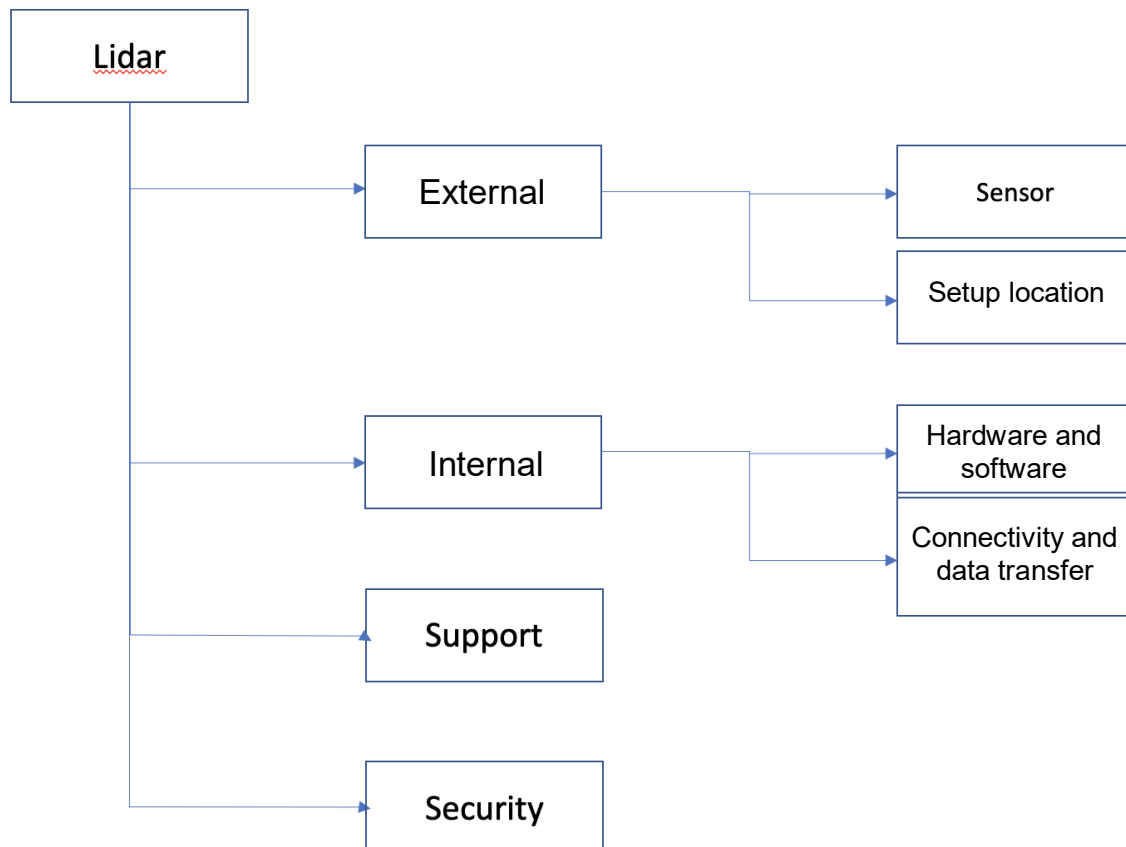 Lidar
External
Sensor
Setup location
Internal
Hardware and
software
Connectivity and
data transfer
Support
Security